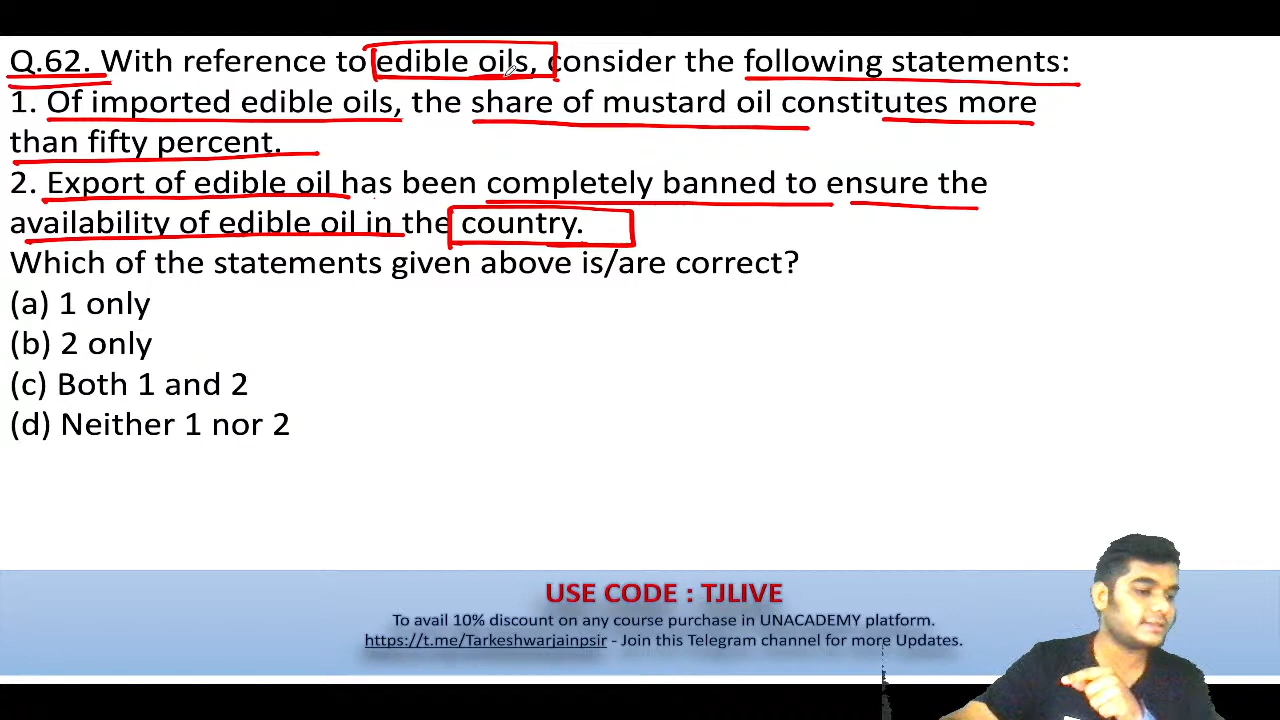 Q.62. With reference to edible oils, consider the following statements:
1. Of imported edible oils, the share of mustard oil constitutes more
than fifty percent.
2. Export of edible oil has been completely banned to ensure the
availability of edible oil in the country.
Which of the statements given above is/are correct?
(a) 1 only
(b) 2 only
(c) Both 1 and 2
(d) Neither 1 nor 2
USE CODE : TJLIVE
To avail 10% discount on any course purchase in UNACADEMY platform.
https://t.me/Tarkeshwarjainpsir - Join this Telegram channel for more Updates.